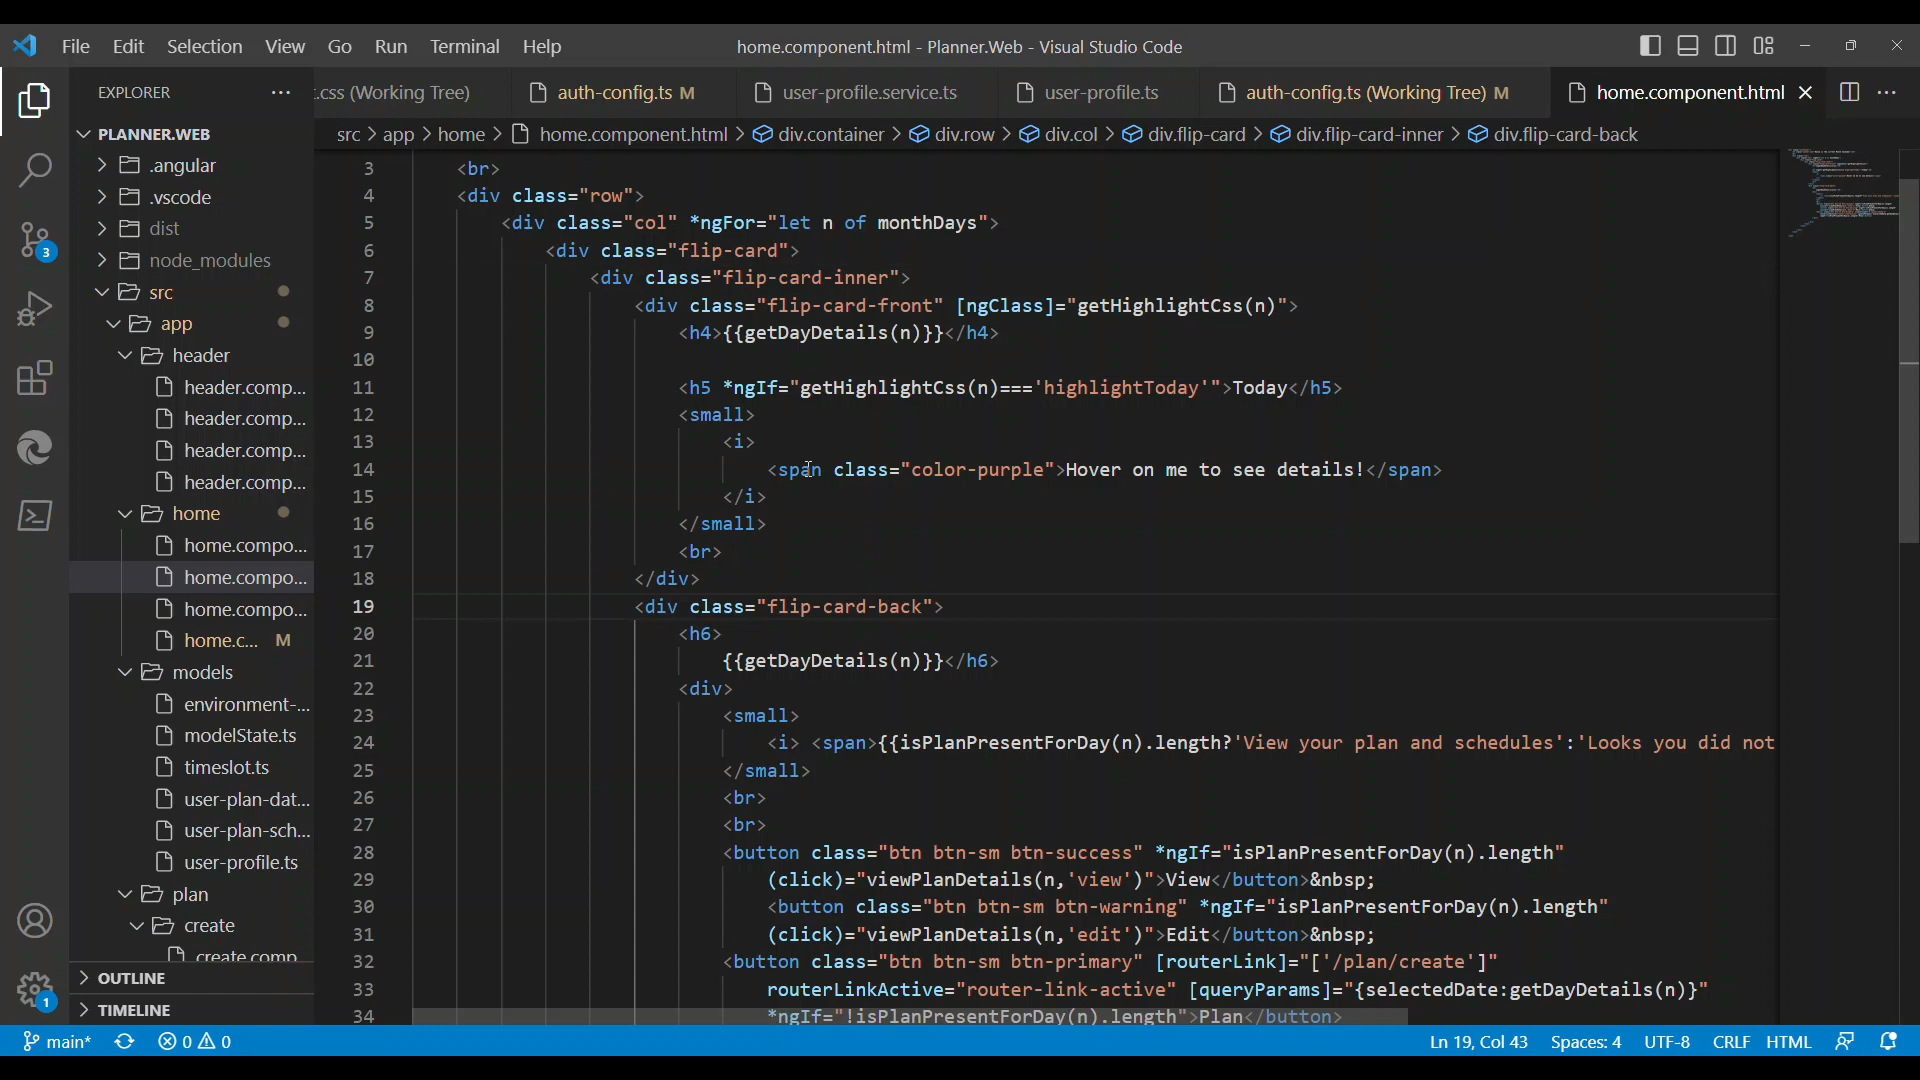 File Edit Selection View Go Run Terminal Help
home.component.html - Planner.Web - Visual Studio Code
EXPLORER
.css (Working Tree)
auth-config.ts M
user-profile.service.ts
user-profile.ts
auth-config.ts (Working Tree) M
home.component.html
src > app > home > home.component.html > div.container > div.row > div.col > div.flip-card > div.flip-card-inner > div.flip-card-back
PLANNER.WEB
.angular
.vscode
dist
node_modules
src
app
header
header.comp...
header.comp...
header.comp...
header.comp...
home
home.compo...
home.compo...
home.compo...
home.c... M
models
environment-...
modelState.ts
timeslot.ts
user-plan-dat...
user-plan-sch...
user-profile.ts
plan
create
create.comp
OUTLINE
TIMELINE
3
1
3 <br>
4 <div class="row">
5 <div class="col" *ngFor="let n of monthDays">
6 <div class="flip-card">
7 <div class="flip-card-inner">
8 <div class="flip-card-front" [ngClass]="getHighlightCss(n)">
9 <h4>{{getDayDetails(n)}}</h4>
10
11 <h5 *ngIf="getHighlightCss(n)==='highlightToday'">Today</h5>
12 <small>
13 <i>
14 <span class="color-purple">Hover on me to see details!</span>
15 </i>
16 </small>
17 <br>
18 </div>
19 <div class="flip-card-back">
20 <h6>
21 {{getDayDetails(n)}}</h6>
22 <div>
23 <small>
24 <i> <span>{{isPlanPresentForDay(n).length?'View your plan and schedules':'Looks you did not
25 </small>
26 <br>
27 <br>
28 <button class="btn btn-sm btn-success" *ngIf="isPlanPresentForDay(n).length"
29 (click)="viewPlanDetails(n,'view')">View</button>&nbsp;
30 <button class="btn btn-sm btn-warning" *ngIf="isPlanPresentForDay(n).length"
31 (click)="viewPlanDetails(n,'edit')">Edit</button>&nbsp;
32 <button class="btn btn-sm btn-primary" [routerLink]="['/plan/create']"
33 routerLinkActive="router-link-active" [queryParams]="{selectedDate:getDayDetails(n)}"
34 *ngIf="!isPlanPresentForDay(n).length">Plan</button>
main* 0 0
Ln 19, Col 43 Spaces: 4 UTF-8 CRLF HTML